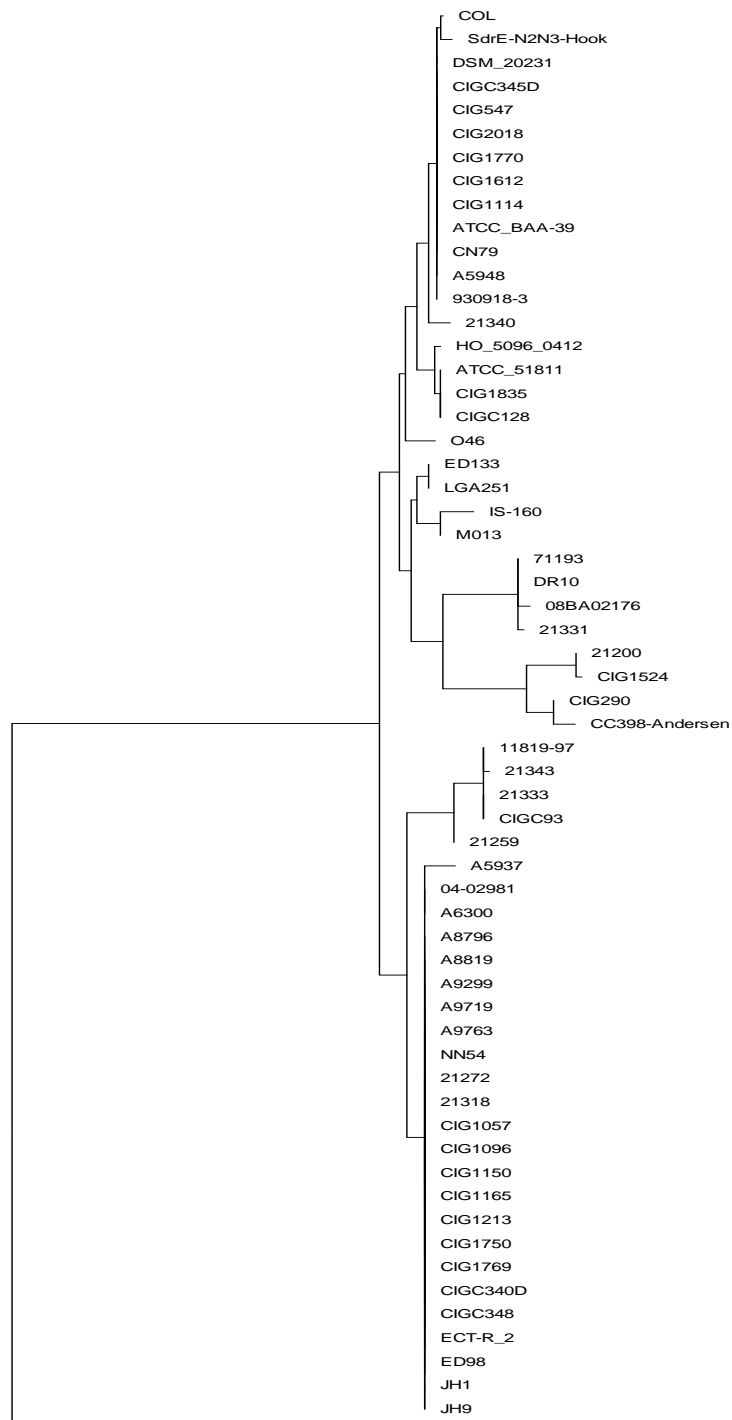 COL
SdrE-N2N3-Hook
DSM_20231
CIGC345D
CIG547
CIG2018
CIG1770
CIG1612
CIG1114
ATCC_BAA-39
CN79
A5948
930918-3
21340
HO_5096_0412
ATCC_51811
CIG1835
CIGC128
O46
ED133
LGA251
IS-160
M013
71193
DR10
08BA02176
21331
21200
CIG1524
CIG290
CC398-Andersen
11819-97
21343
21333
CIGC93
21259
A5937
04-02981
A6300
A8796
A8819
A9299
A9719
A9763
NN54
21272
21318
CIG1057
CIG1096
CIG1150
CIG1165
CIG1213
CIG1750
CIG1769
CIGC340D
CIGC348
ECT-R_2
ED98
JH1
JH9